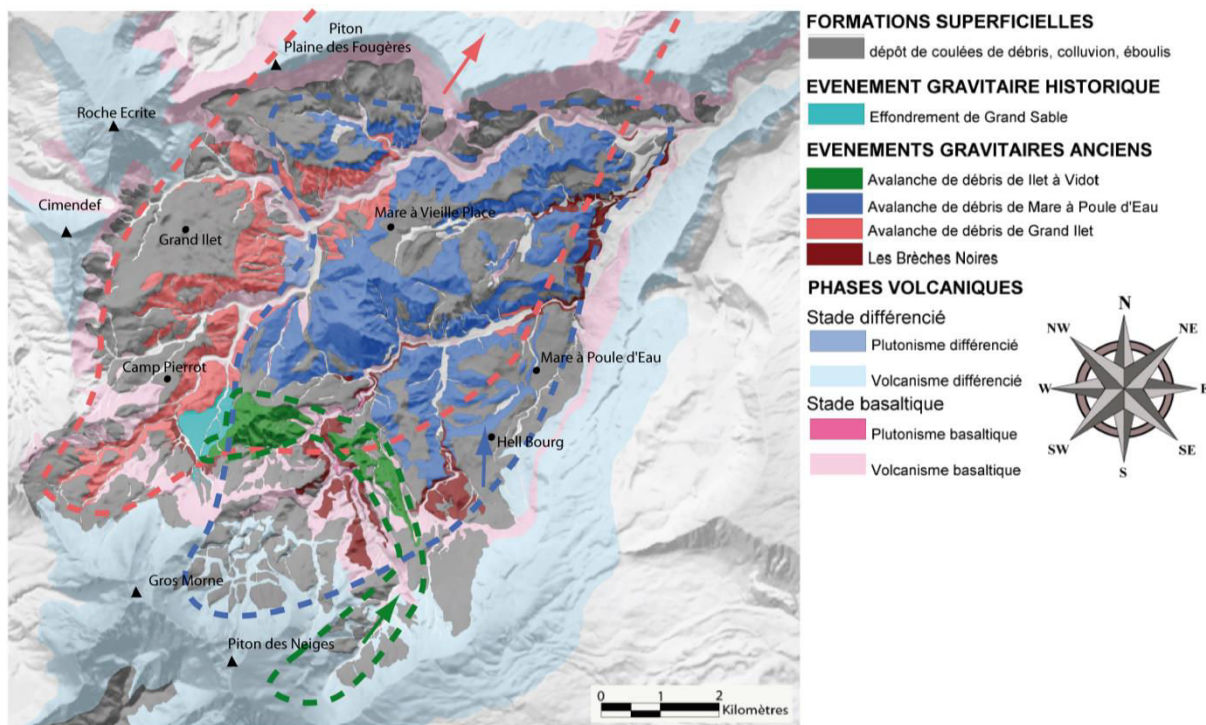 Piton
Plaine des Fougères
Roche Ecrite
Cimendef
Grand Ilet
Mare à Vieille Place
Camp Pierrot
Mare à Poule d'Eau
Hell Bourg
Gros Morne
Piton des Neiges
0 1 2
Kilomètres
FORMATIONS SUPERFICIELLES
dépôt de coulées de débris, colluvion, éboulis
EVENEMENT GRAVITAIRE HISTORIQUE
Effondrement de Grand Sable
EVENEMENTS GRAVITAIRES ANCIENS
Avalanche de débris de Ilet à Vidot
Avalanche de débris de Mare à Poule d'Eau
Avalanche de débris de Grand Ilet
Les Brèches Noires
PHASES VOLCANIQUES
Stade différencié
Plutonisme différencié
Volcanisme différencié
Stade basaltique
Plutonisme basaltique
Volcanisme basaltique
N
NW NE
W E
SW SE
S